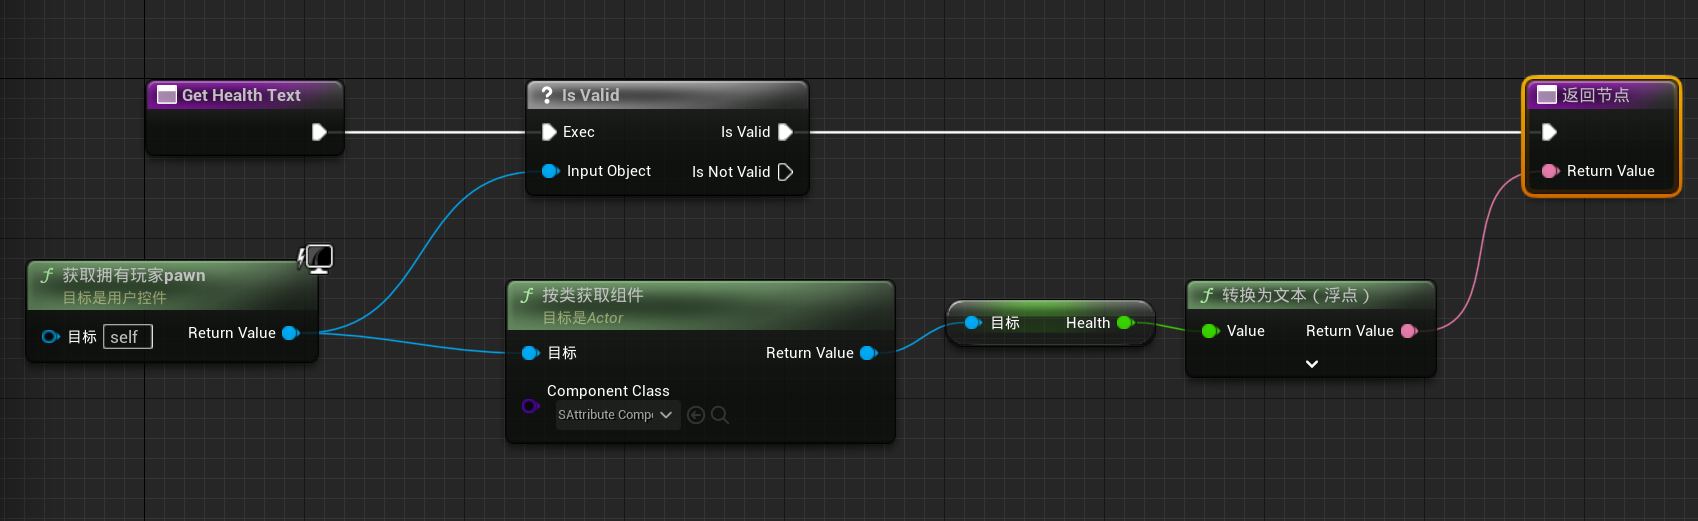 Get Health Text
Is Valid
Exec
Is Valid
Input Object
Is Not Valid
返回节点
Return Value
获取拥有玩家pawn
目标是用户控件
目标
self
Return Value
按类获取组件
目标是Actor
目标
Return Value
Component Class
SAttribute Comp
目标
Health
转换为文本（浮点）
Value
Return Value